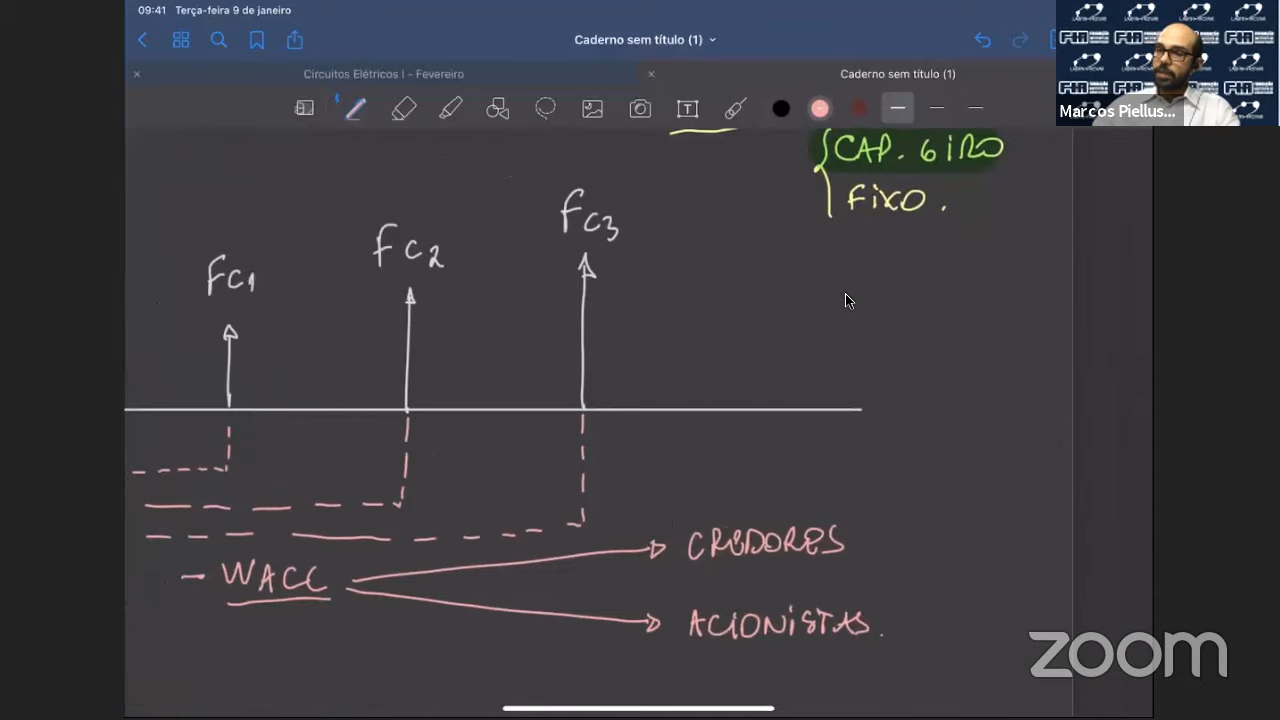 09:41 Terça-feira 9 de janeiro
Caderno sem título (1)
Circuitos Elétricos I - Fevereiro
Caderno sem título (1)
T
Marcos Piellus...
CAP. GIRO
FIXO.
FC1
FC2
FC3
- WACC
CREDORES
ACIONISTAS.
zoom